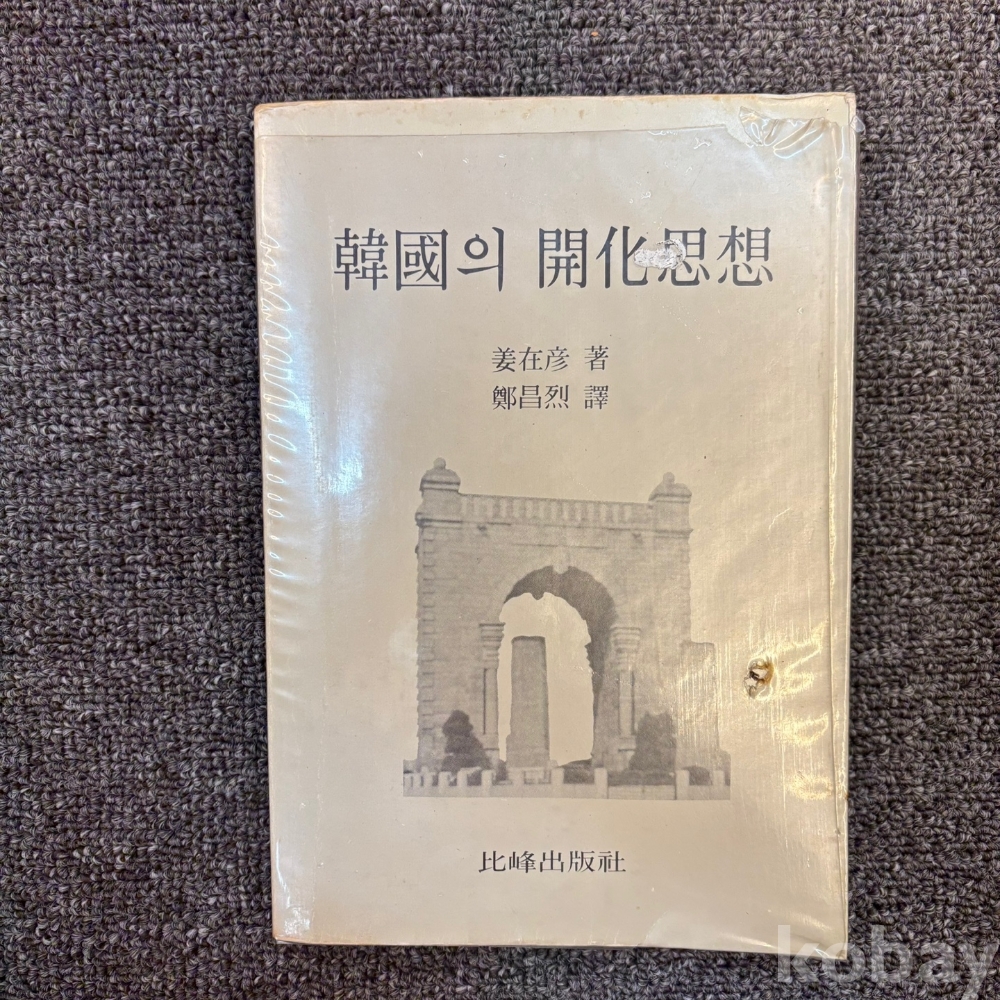 韓國의 開化思想
姜在彦 著
鄭昌烈 譯
比峰出版社
kobay